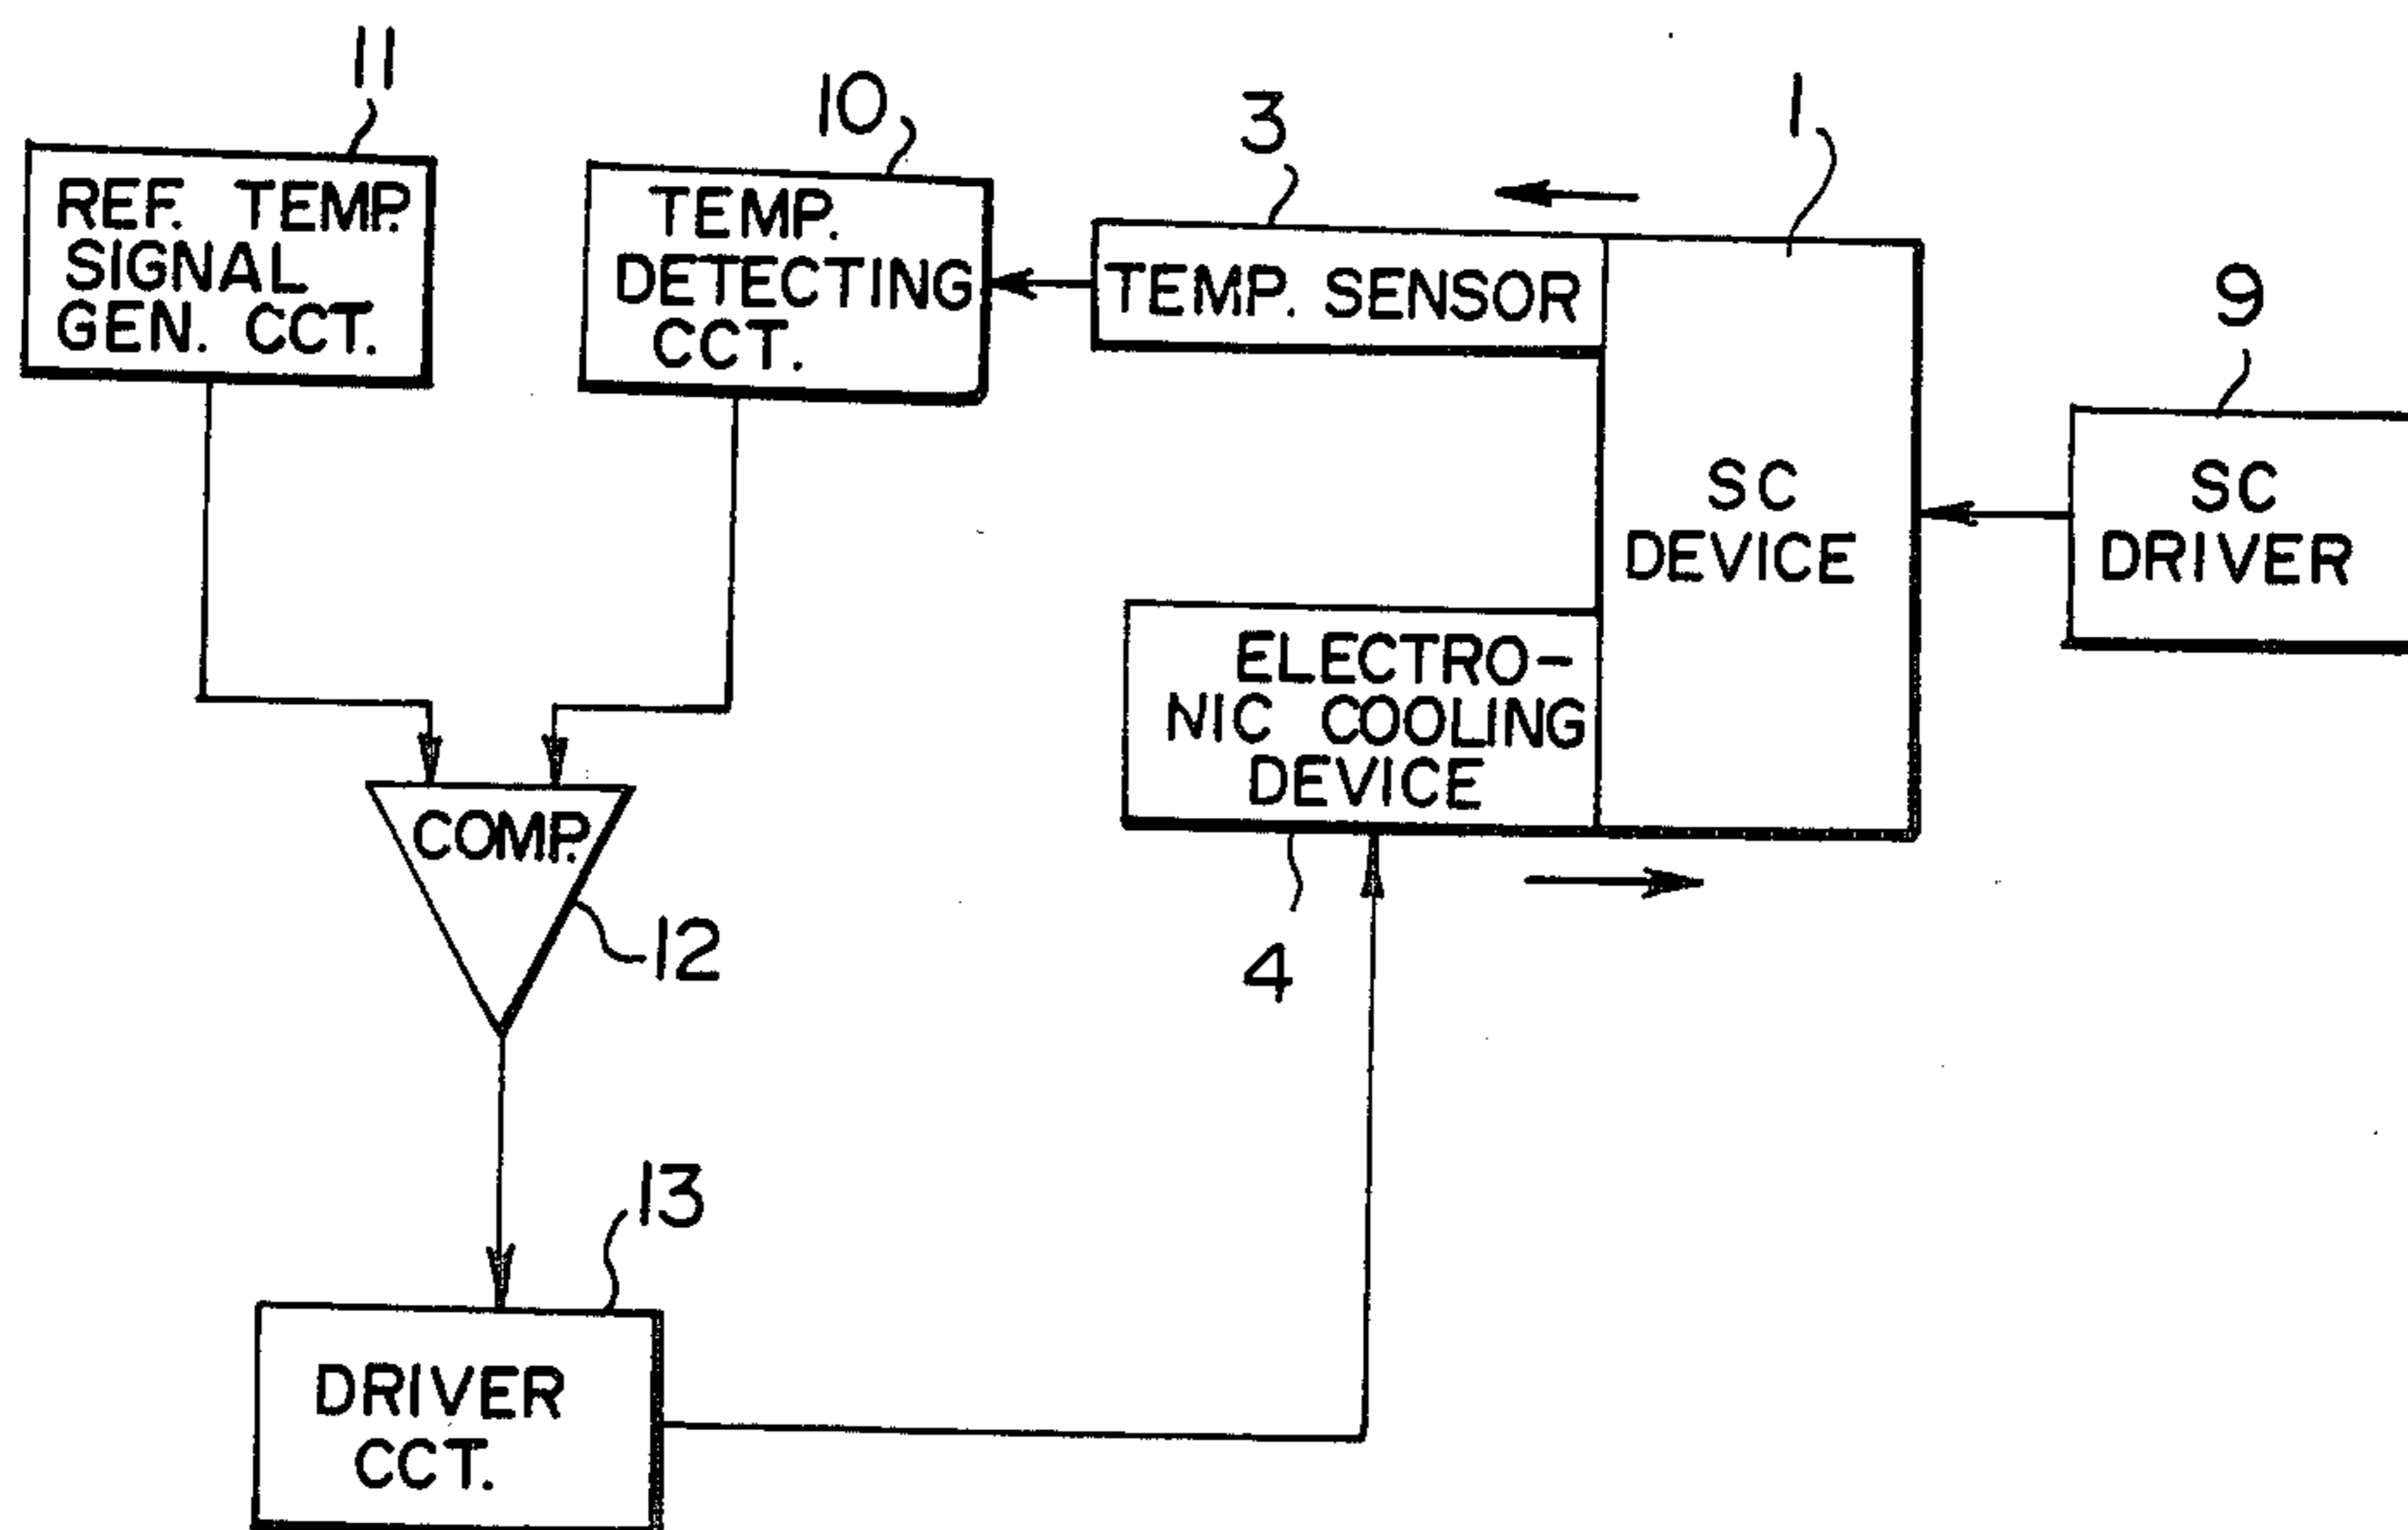 11
REF. TEMP.
SIGNAL
GEN. CCT.
10
TEMP.
DETECTING
CCT.
3
TEMP. SENSOR
1
SC
DEVICE
9
SC
DRIVER
ELECTRO-
NIC COOLING
DEVICE
4
COMP.
12
13
DRIVER
CCT.